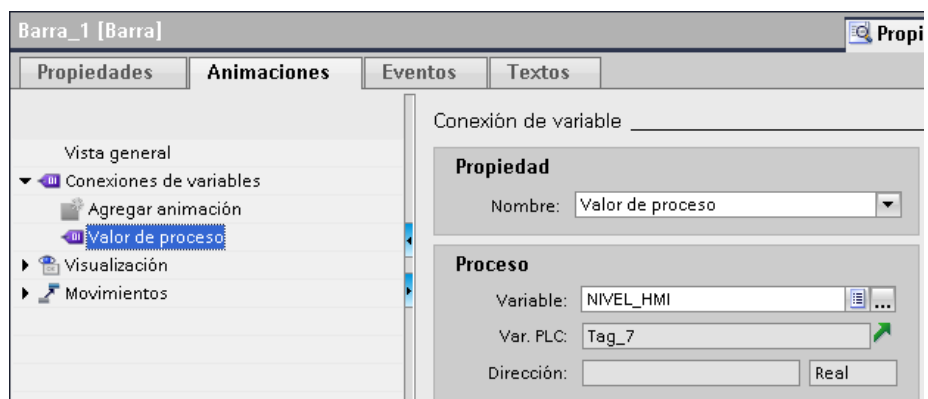 Barra_1 [Barra]
Propi
Propiedades Animaciones Eventos Textos
Conexión de variable
Vista general
Conexiones de variables
Agregar animación
Valor de proceso
Visualización
Movimientos
Propiedad
Nombre: Valor de proceso
Proceso
Variable: NIVEL_HMI ...
Var. PLC: Tag_7
Dirección: Real